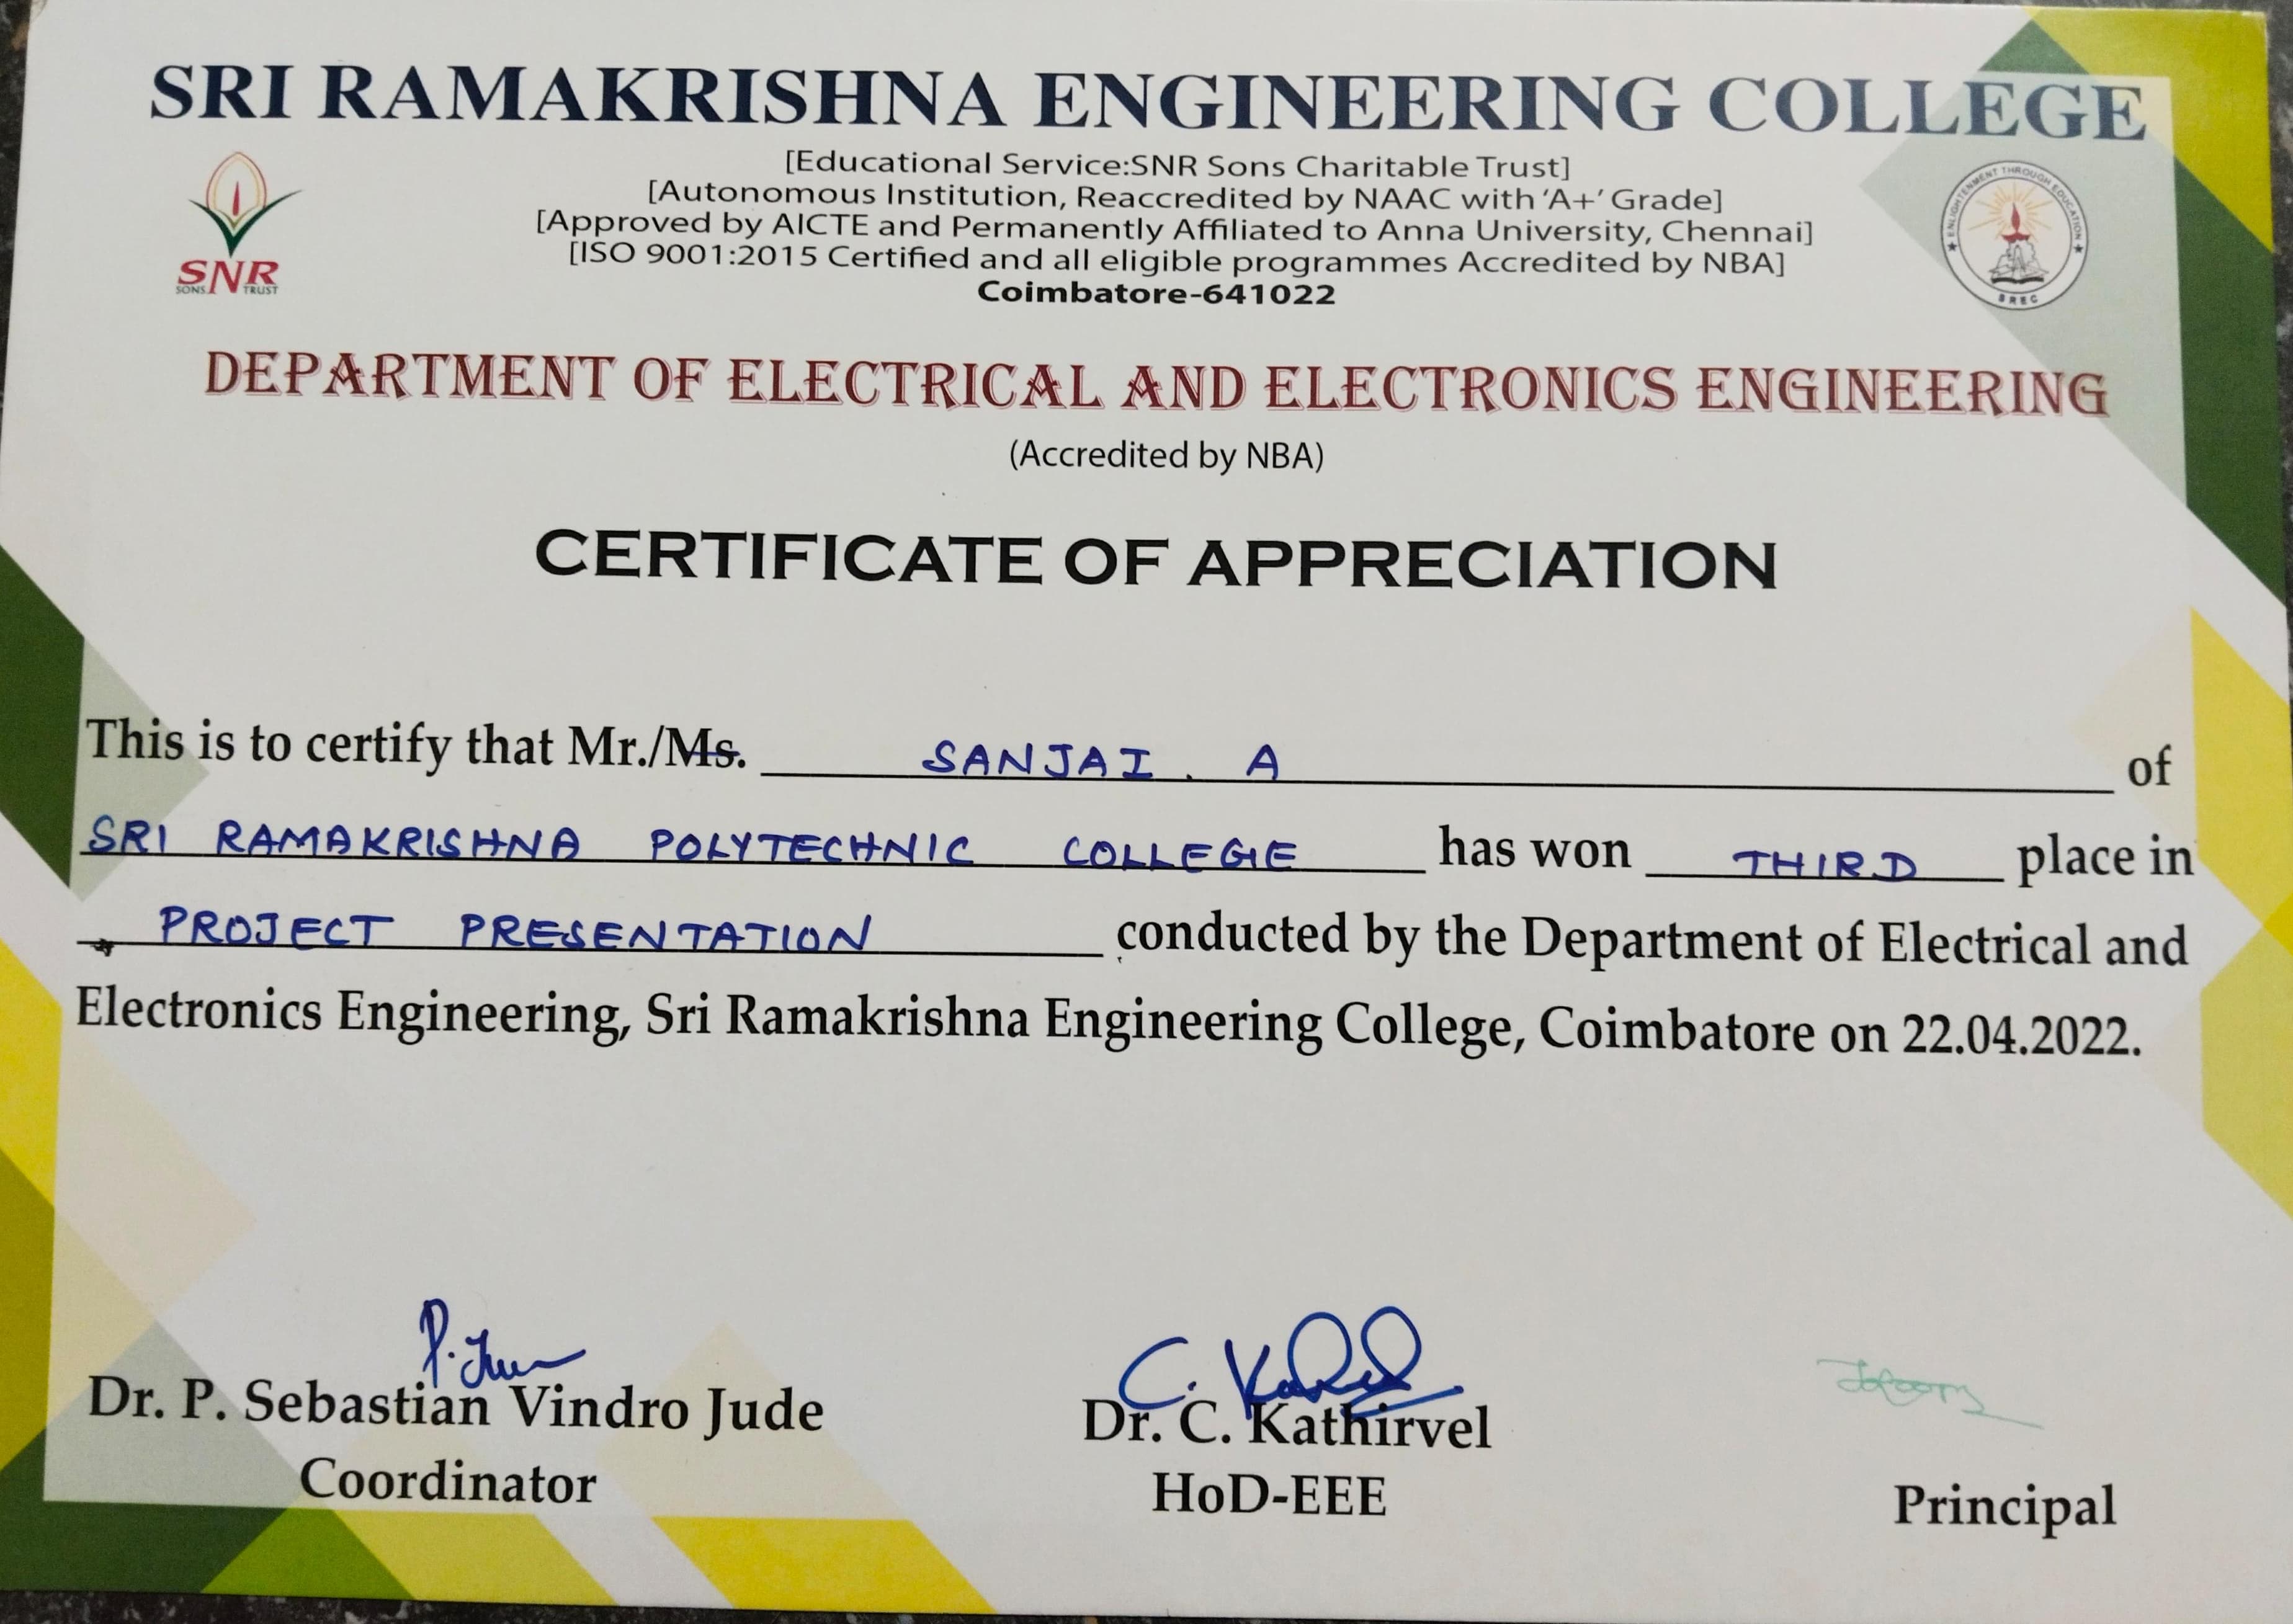 SRI RAMAKRISHNA ENGINEERING COLLEGE
[Educational Service:SNR Sons Charitable Trust]
[Autonomous Institution, Reaccredited by NAAC with 'A+' Grade]
[Approved by AICTE and Permanently Affiliated to Anna University, Chennai]
[ISO 9001:2015 Certified and all eligible programmes Accredited by NBA]
Coimbatore-641022
SNR
SONS TRUST
ENLIGHTENMENT THROUGH EDUCATION
SREC
DEPARTMENT OF ELECTRICAL AND ELECTRONICS ENGINEERING
(Accredited by NBA)
CERTIFICATE OF APPRECIATION
This is to certify that Mr./Ms. SANJAI. A of
SRI RAMAKRISHNA POLYTECHNIC COLLEGE has won THIRD place in
PROJECT PRESENTATION conducted by the Department of Electrical and
Electronics Engineering, Sri Ramakrishna Engineering College, Coimbatore on 22.04.2022.
Dr. P. Sebastian Vindro Jude
Coordinator
Dr. C. Kathirvel
HoD-EEE
Principal